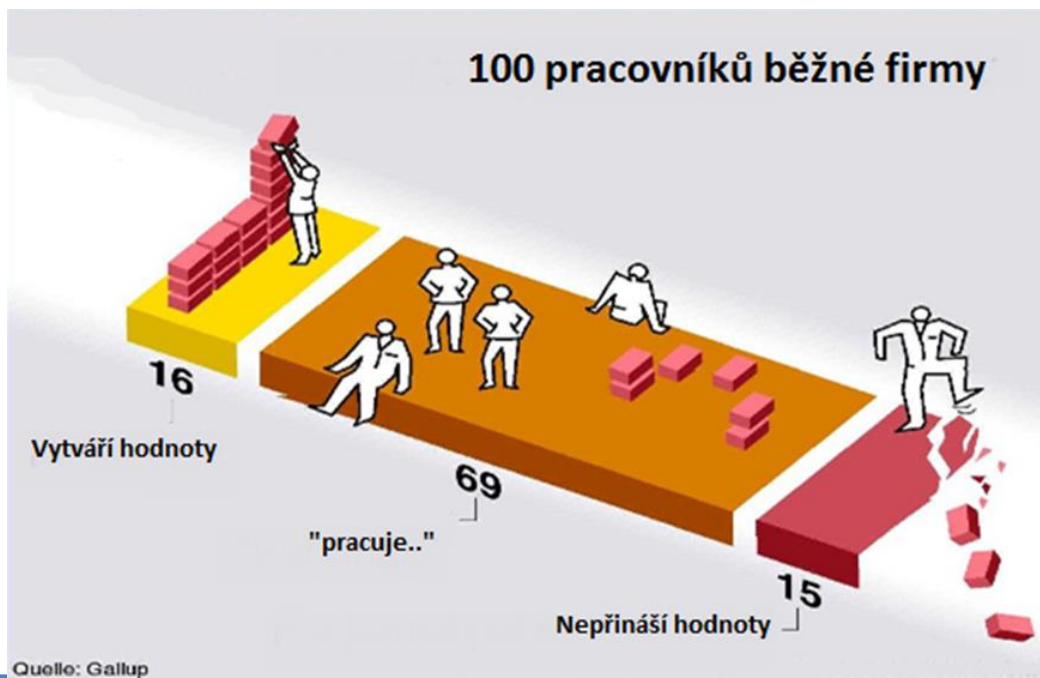 100 pracovníků běžné firmy
16
Vytváří hodnoty
69
"pracuje.."
15
Nepřináší hodnoty
Quelle: Gallup